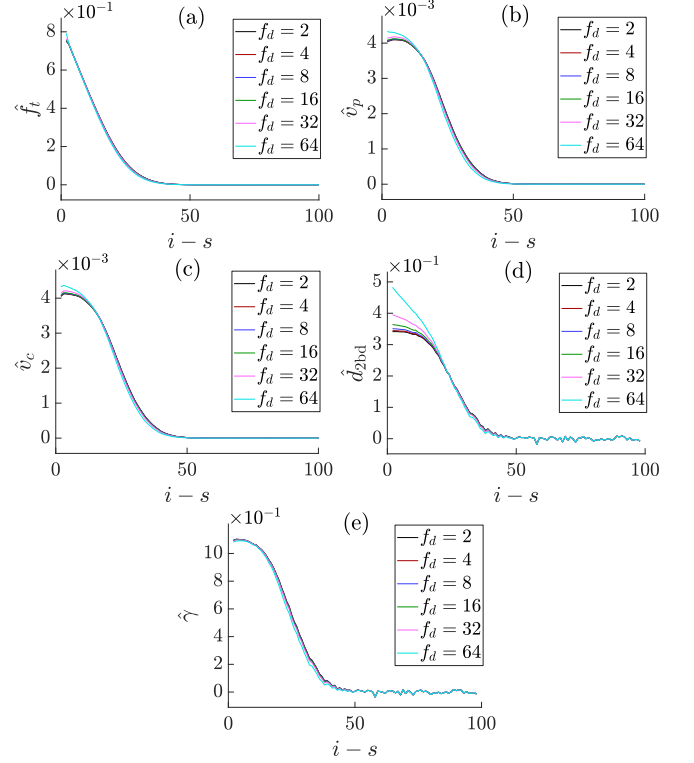 ×10⁻¹
(a)
8
6
4
2
0
f̂_t
0 50 100
i − s
f_d = 2
f_d = 4
f_d = 8
f_d = 16
f_d = 32
f_d = 64
×10⁻³
(b)
4
2
0
v̂_p
0 50 100
i − s
f_d = 2
f_d = 4
f_d = 8
f_d = 16
f_d = 32
f_d = 64
×10⁻³
(c)
4
2
0
v̂_c
0 50 100
i − s
f_d = 2
f_d = 4
f_d = 8
f_d = 16
f_d = 32
f_d = 64
×10⁻¹
(d)
5
4
3
2
1
0
d̂_2bd
0 50 100
i − s
f_d = 2
f_d = 4
f_d = 8
f_d = 16
f_d = 32
f_d = 64
×10⁻¹
(e)
10
8
6
4
2
0
γ̂
0 50 100
i − s
f_d = 2
f_d = 4
f_d = 8
f_d = 16
f_d = 32
f_d = 64